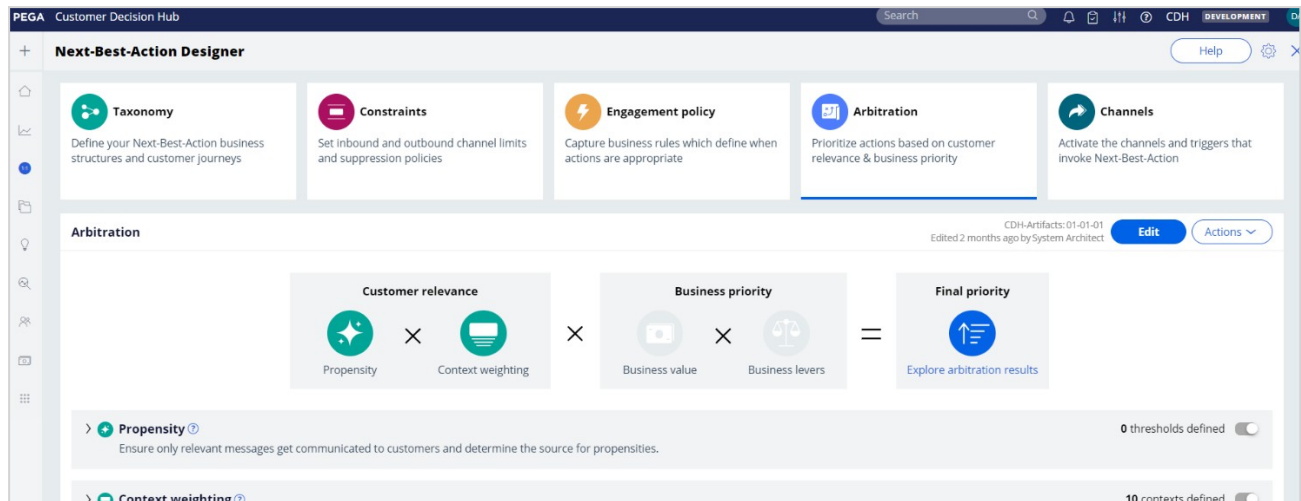 PEGA Customer Decision Hub Search CDH DEVELOPMENT
Next-Best-Action Designer Help
Taxonomy
Define your Next-Best-Action business
structures and customer journeys
Constraints
Set inbound and outbound channel limits
and suppression policies
Engagement policy
Capture business rules which define when
actions are appropriate
Arbitration
Prioritize actions based on customer
relevance & business priority
Channels
Activate the channels and triggers that
invoke Next-Best-Action
Arbitration
CDH-Artifacts: 01-01-01
Edited 2 months ago by System Architect
Edit
Actions
Customer relevance
Propensity × Context weighting
×
Business priority
Business value × Business levers
=
Final priority
Explore arbitration results
Propensity
0 thresholds defined
Ensure only relevant messages get communicated to customers and determine the source for propensities.
Context weighting
10 contexts defined